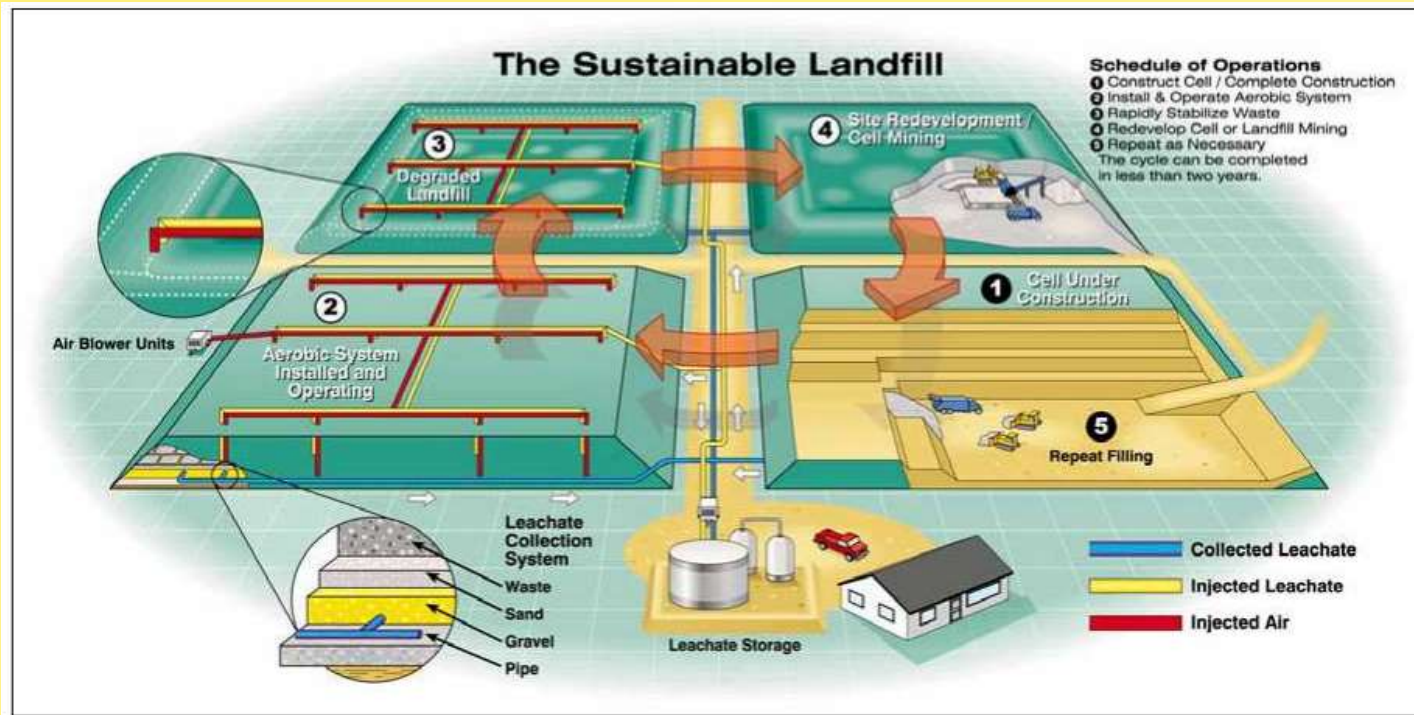 The Sustainable Landfill
Schedule of Operations
1 Construct Cell / Complete Construction
2 Install & Operate Aerobic System
3 Rapidly Stabilize Waste
4 Redevelop Cell or Landfill Mining
5 Repeat as Necessary
The cycle can be completed
in less than two years.
3
Degraded
Landfill
4 Site Redevelopment /
Cell Mining
2
Aerobic System
Installed and
Operating
Air Blower Units
1 Cell Under
Construction
5
Repeat Filling
Leachate
Collection
System
Waste
Sand
Gravel
Pipe
Leachate Storage
Collected Leachate
Injected Leachate
Injected Air